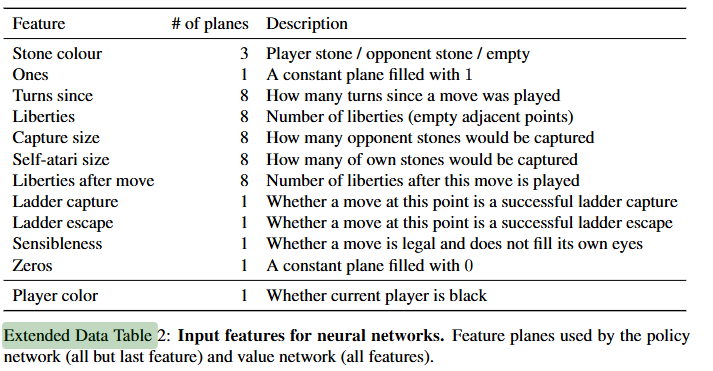 Feature # of planes Description
Stone colour 3 Player stone / opponent stone / empty
Ones 1 A constant plane filled with 1
Turns since 8 How many turns since a move was played
Liberties 8 Number of liberties (empty adjacent points)
Capture size 8 How many opponent stones would be captured
Self-atari size 8 How many of own stones would be captured
Liberties after move 8 Number of liberties after this move is played
Ladder capture 1 Whether a move at this point is a successful ladder capture
Ladder escape 1 Whether a move at this point is a successful ladder escape
Sensibleness 1 Whether a move is legal and does not fill its own eyes
Zeros 1 A constant plane filled with 0
Player color 1 Whether current player is black
Extended Data Table 2: Input features for neural networks. Feature planes used by the policy
network (all but last feature) and value network (all features).